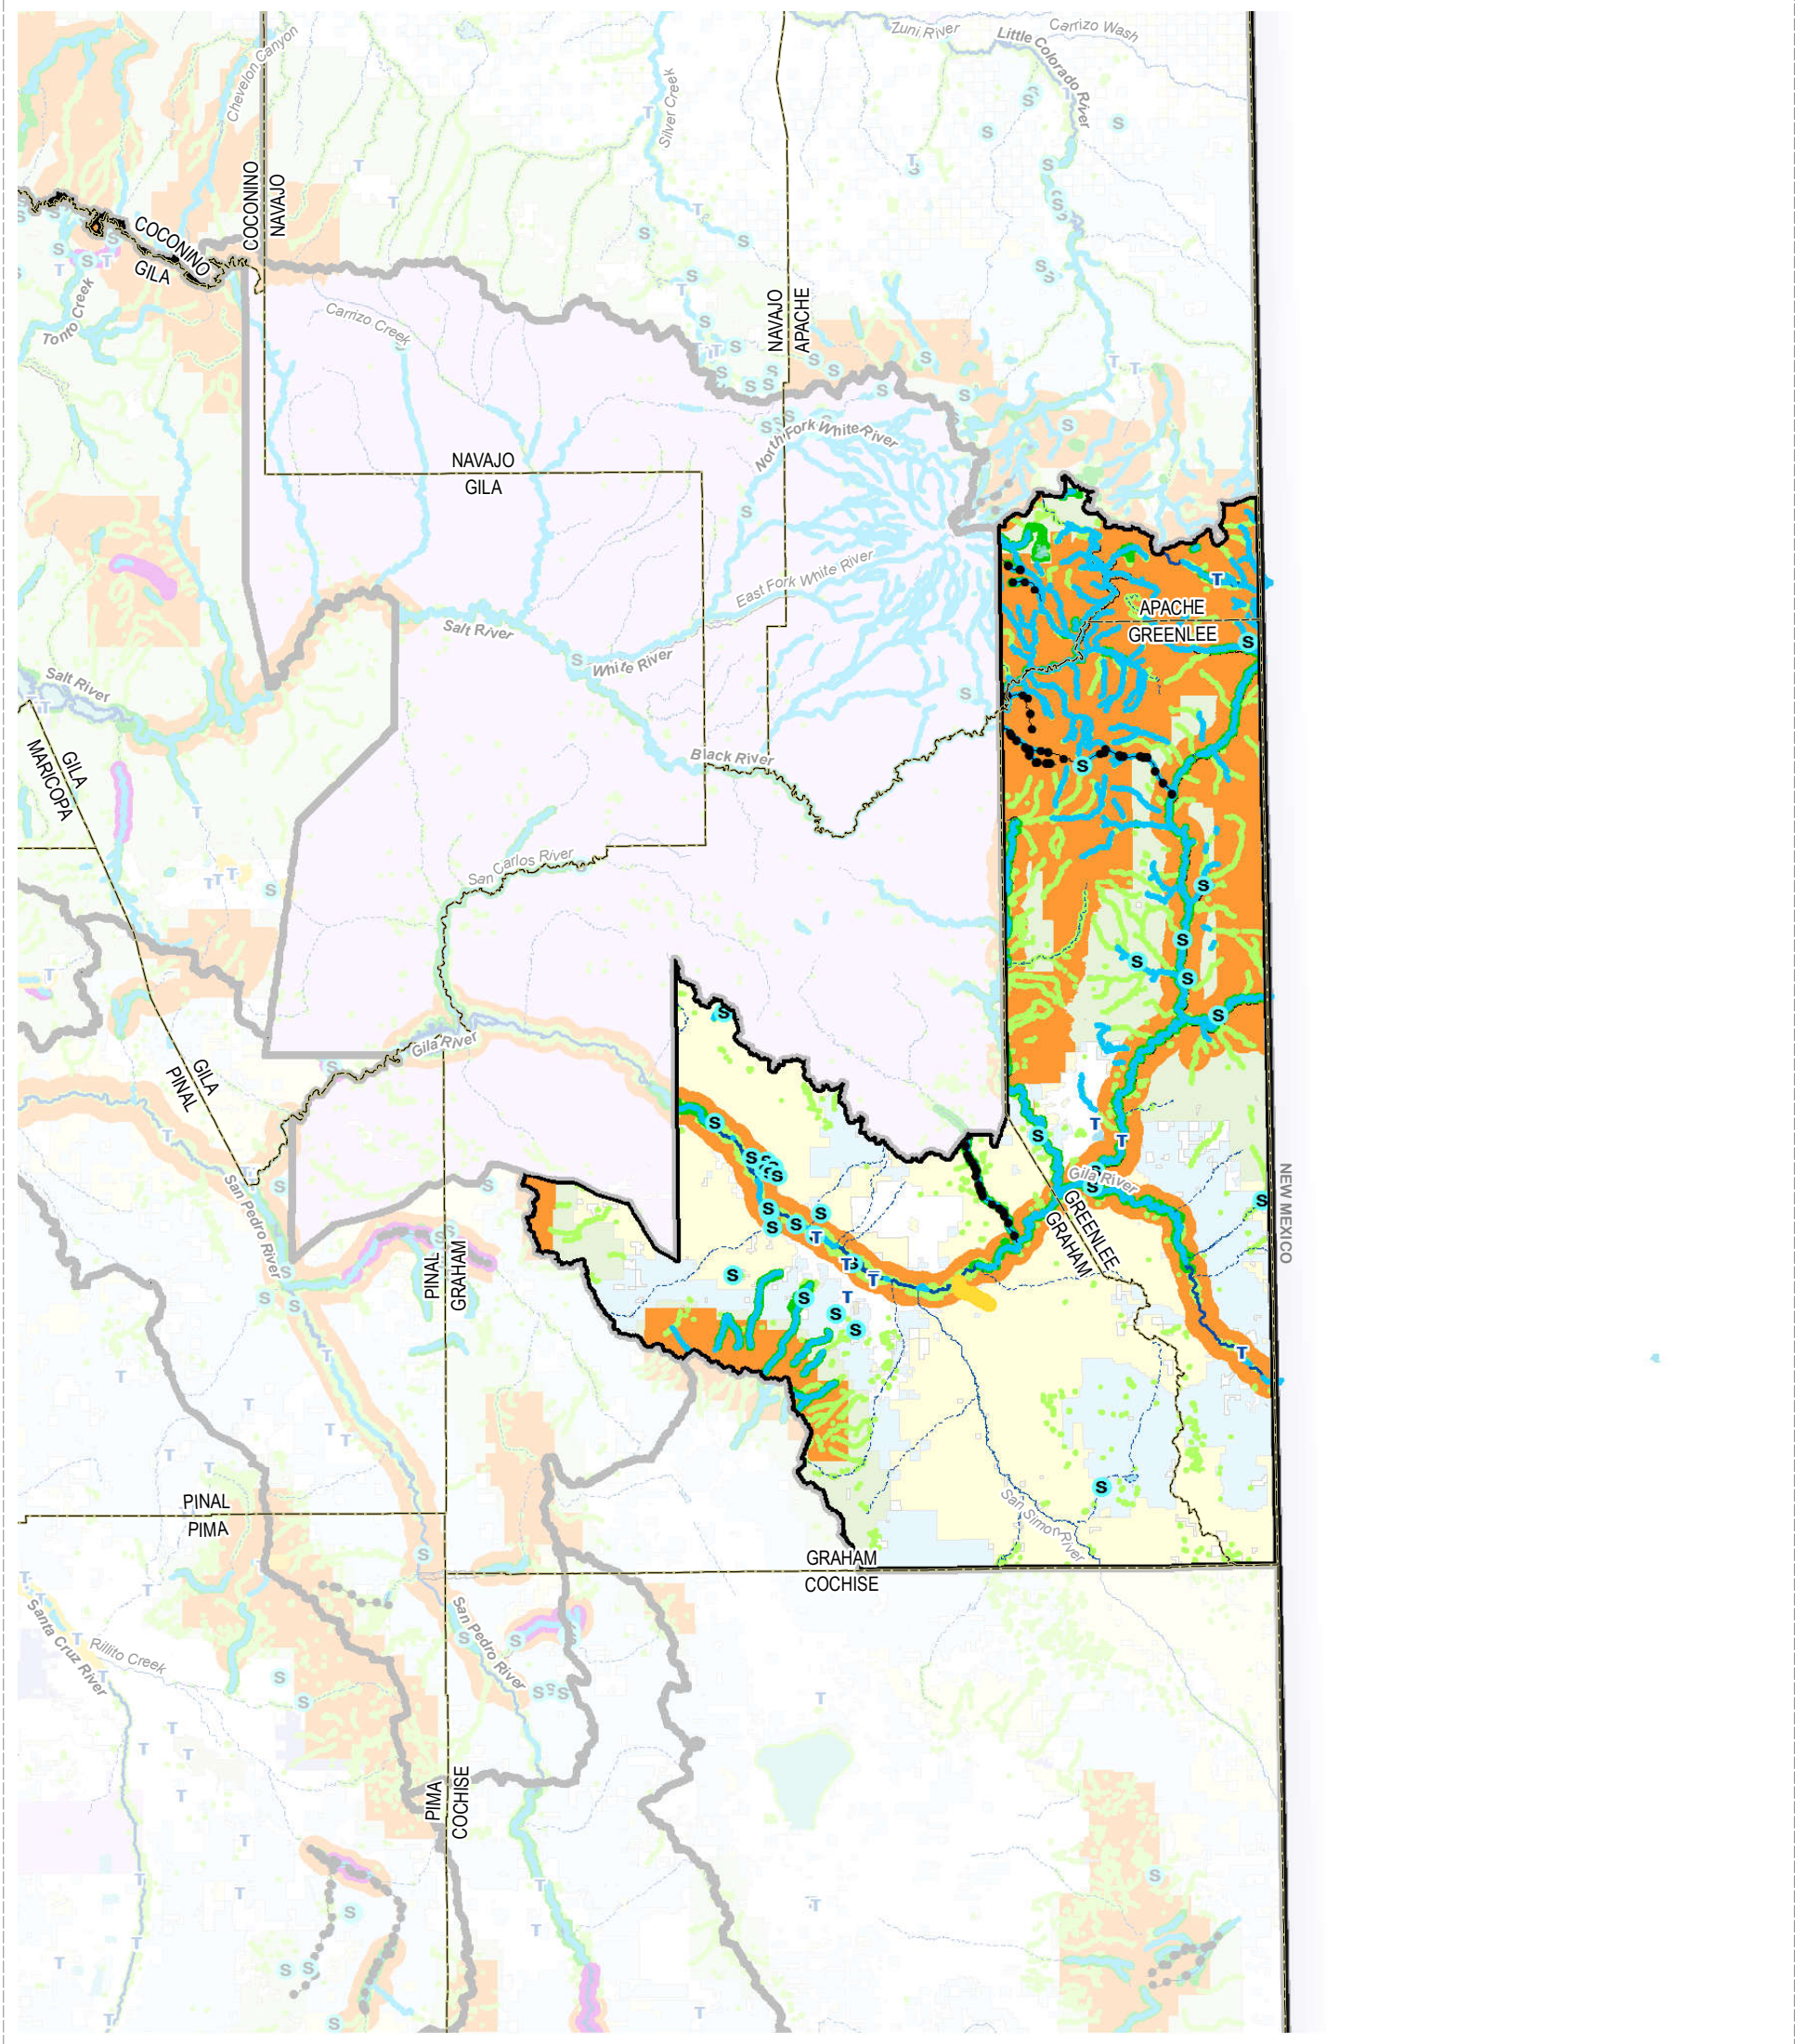 Zuni River
Carrizo Wash
Little Colorado River
Chevelon Canyon
Silver Creek
COCONINO
NAVAJO
COCONINO
GILA
Tonto Creek
Carrizo Creek
NAVAJO
APACHE
North Fork White River
NAVAJO
GILA
East Fork White River
APACHE
GREENLEE
Salt River
White River
Salt River
GILA
MARICOPA
Black River
San Carlos River
Gila River
GILA
PINAL
San Pedro River
Gila River
GREENLEE
GRAHAM
NEW MEXICO
PINAL
GRAHAM
San Simon River
PINAL
PIMA
GRAHAM
COCHISE
Santa Cruz River
Rillito Creek
San Pedro River
PIMA
COCHISE
S
T